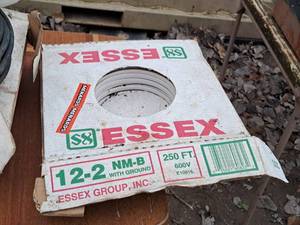 ESSEX
ESSEX
12-2 NM-B
WITH GROUND
ESSEX GROUP, INC.
250 FT.
600V